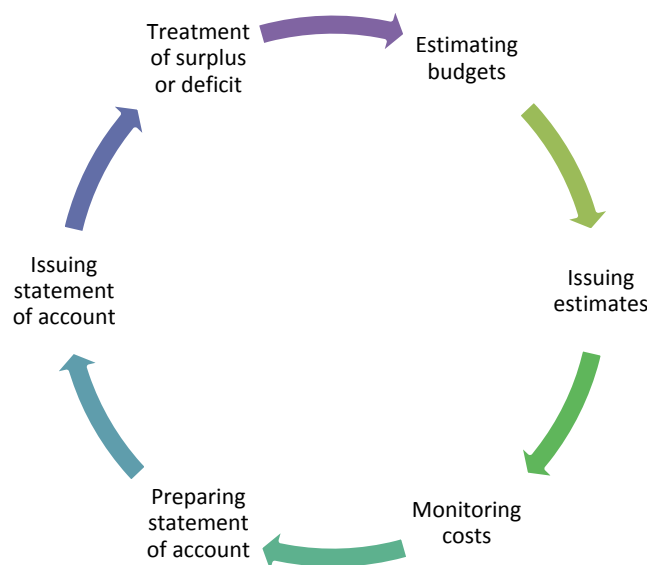 Treatment
of surplus
or deficit
Estimating
budgets
Issuing
estimates
Monitoring
costs
Preparing
statement
of account
Issuing
statement
of account